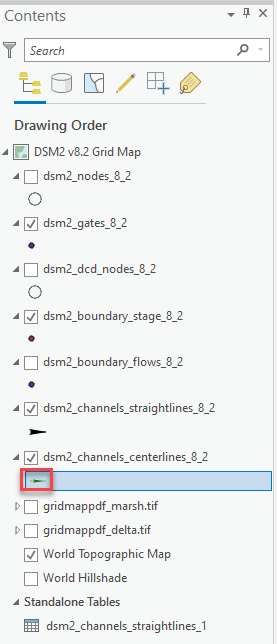 Contents
Search
Drawing Order
DSM2 v8.2 Grid Map
dsm2_nodes_8_2
dsm2_gates_8_2
dsm2_dcd_nodes_8_2
dsm2_boundary_stage_8_2
dsm2_boundary_flows_8_2
dsm2_channels_straightlines_8_2
dsm2_channels_centerlines_8_2
gridmappdf_marsh.tif
gridmappdf_delta.tif
World Topographic Map
World Hillshade
Standalone Tables
dsm2_channels_straightlines_1